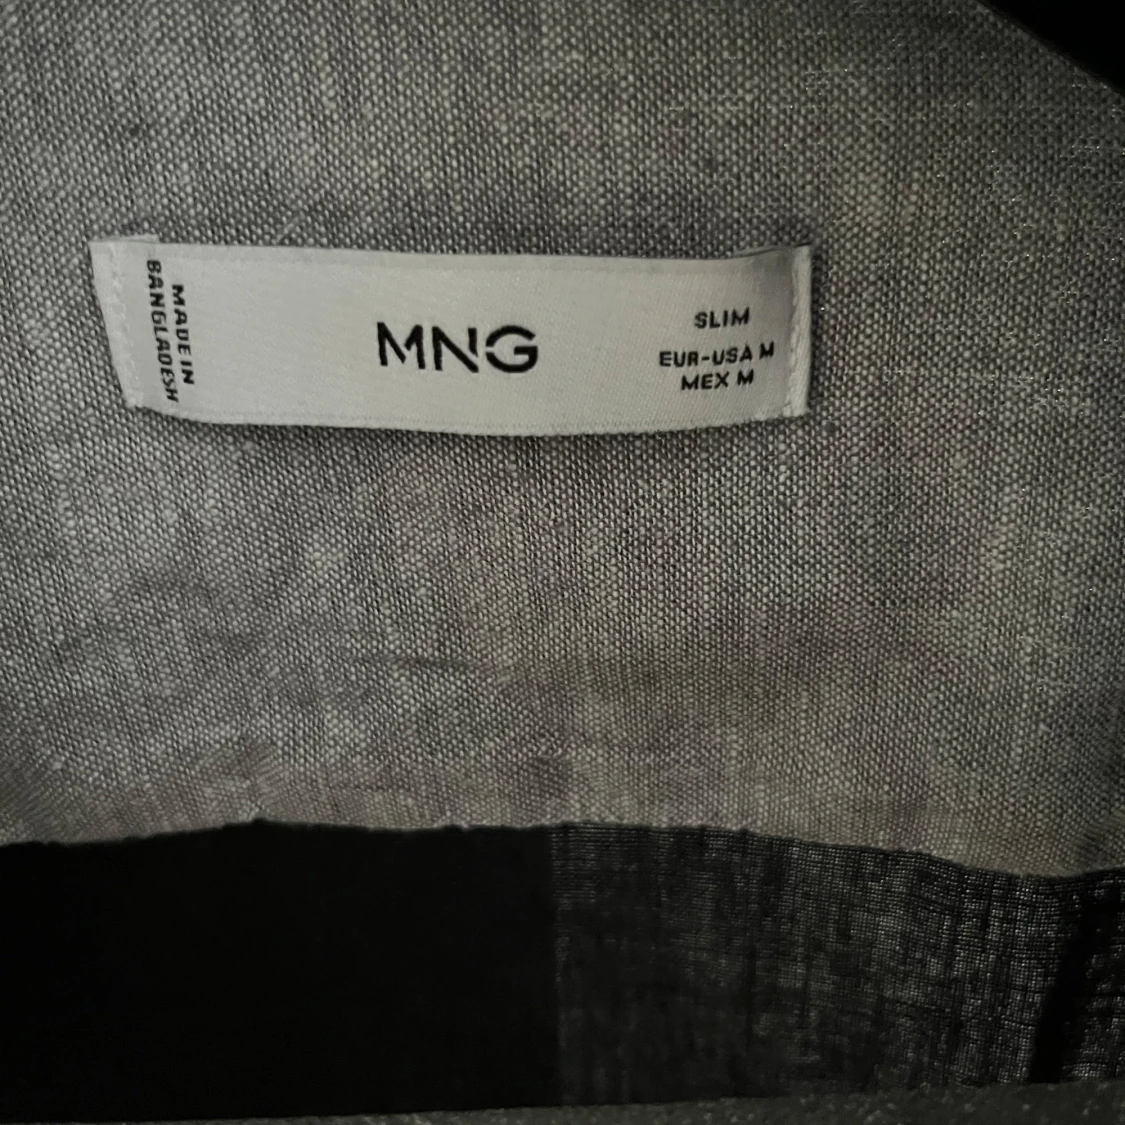 MADE IN
BANGLADESH
MNG
SLIM
EUR-USA M
MEX M